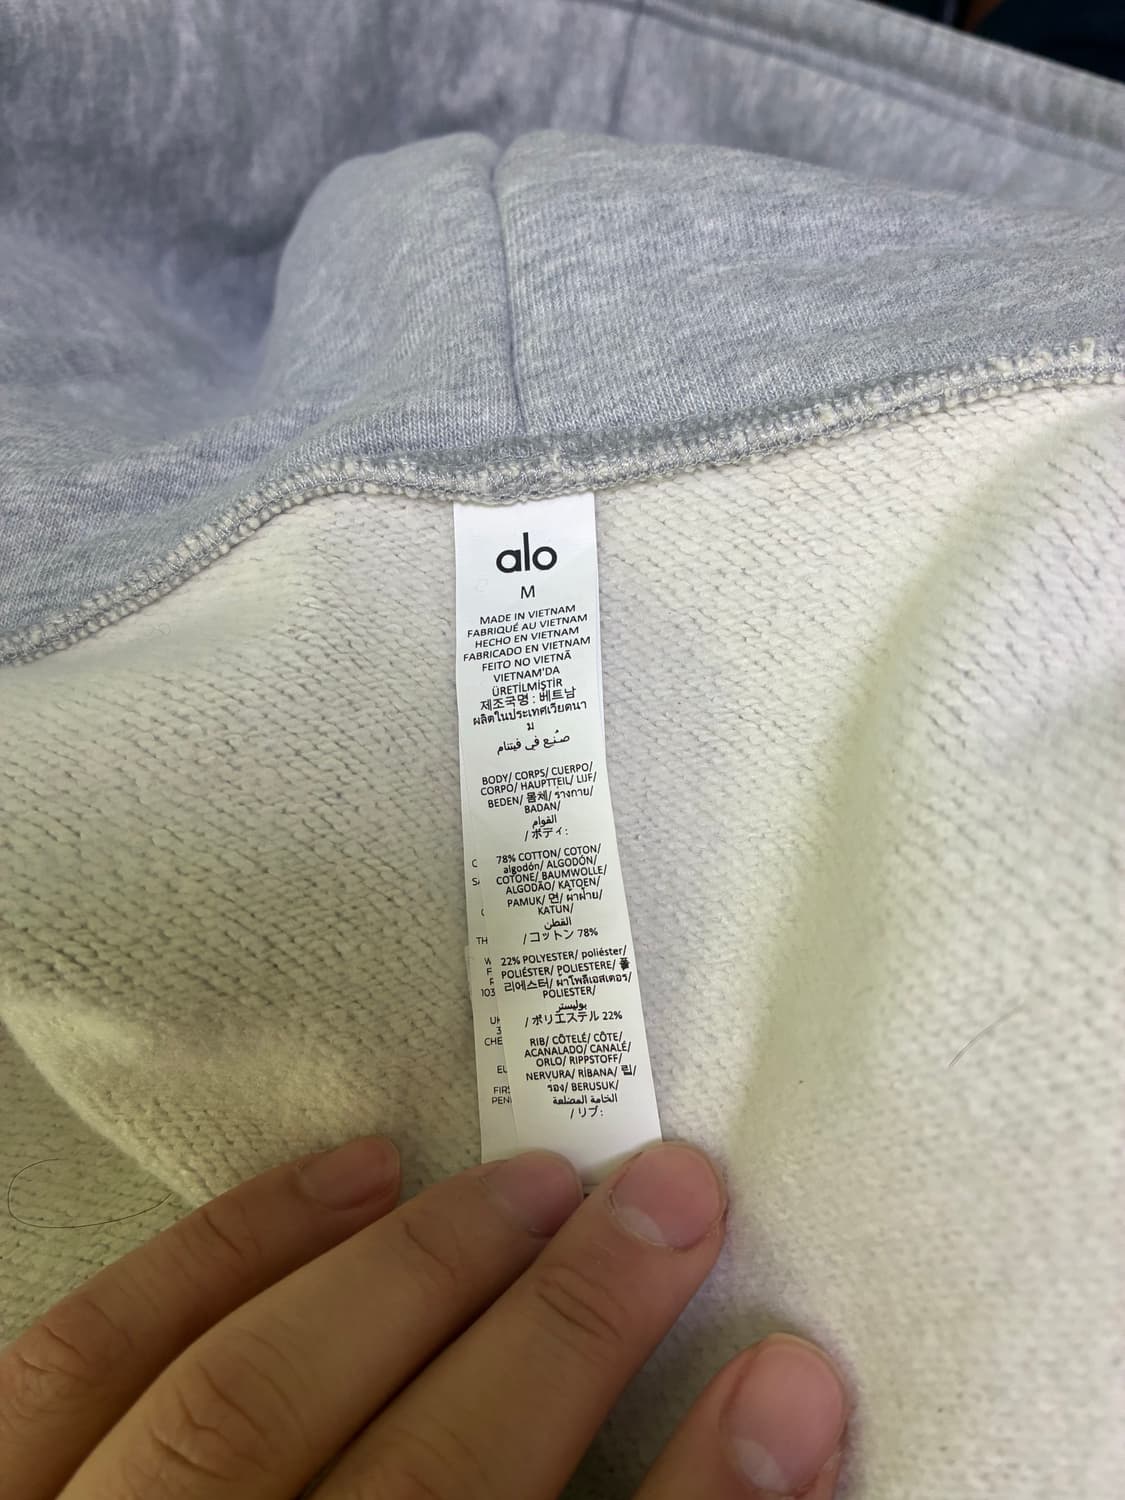 alo
M
MADE IN VIETNAM
FABRIQUÉ AU VIETNAM
HECHO EN VIETNAM
FABRICADO EN VIETNAM
FEITO NO VIETNÃ
VIETNAM'DA
ÜRETİLMİŞTİR
제조국명 : 베트남
ผลิตในประเทศเวียดนา
ม
صُنِع في فيتنام
BODY/ CORPS/ CUERPO/
CORPO/ HAUPTTEIL/ LIJF/
BEDEN/ 몸체/ ร่างกาย/
BADAN/
القوام
/ ボディ:
78% COTTON/ COTON/
algodón/ ALGODÓN/
COTONE/ BAUMWOLLE/
ALGODÃO/ KATOEN/
PAMUK/ 면/ ผ้าฝ้าย/
KATUN/
القطن
/ コットン 78%
22% POLYESTER/ poliéster/
POLIÉSTER/ POLIESTERE/ 폴
리에스터/ ผ้าโพลีเอสเตอร์/
POLIESTER/
بوليستر
/ ポリエステル 22%
RIB/ CÔTELÉ/ CÔTE/
ACANALADO/ CANALÉ/
ORLO/ RIPPSTOFF/
NERVURA/ RİBANA/ 립/
รอง/ BERUSUK/
الخامة المضلعة
/ リブ:
TH
103
CHE